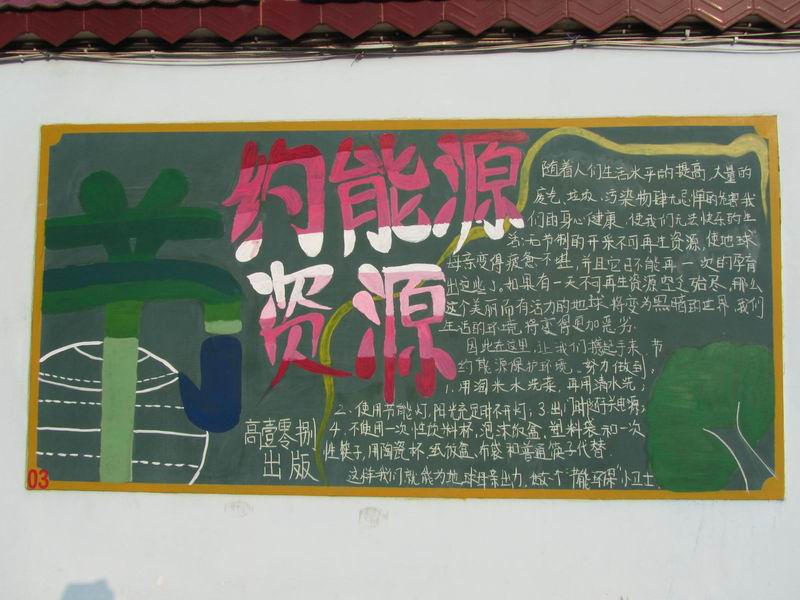 节
约能源
资源
随着人们生活水平的提高,大量的
废气、垃圾、污染物肆无忌惮的危害我
们的身心健康,使我们无法快乐的生
活.无节制的开采不可再生资源,使地球
母亲变得疲惫不堪,并且它已不能再一次的孕育
出这些了。如果有一天不可再生资源空乏殆尽,那么
这个美丽而有活力的地球将变为黑暗的世界,我们
生活的环境将变得更加恶劣.
因此在这里,让我们携起手来,节
约能源保护环境.努力做到:
1.用淘米水洗菜,再用清水洗;
2.使用节能灯,阳光充足时不开灯;3.出门时关电源;
4.不使用一次性饮料杯,泡沫饭盒,塑料袋和一次
性筷子,用陶瓷杯,纸饭盒,布袋和普通筷子代替.
这样我们就能为地球母亲出力,做个"节能环保"小卫士
高壹零捌
出版
03